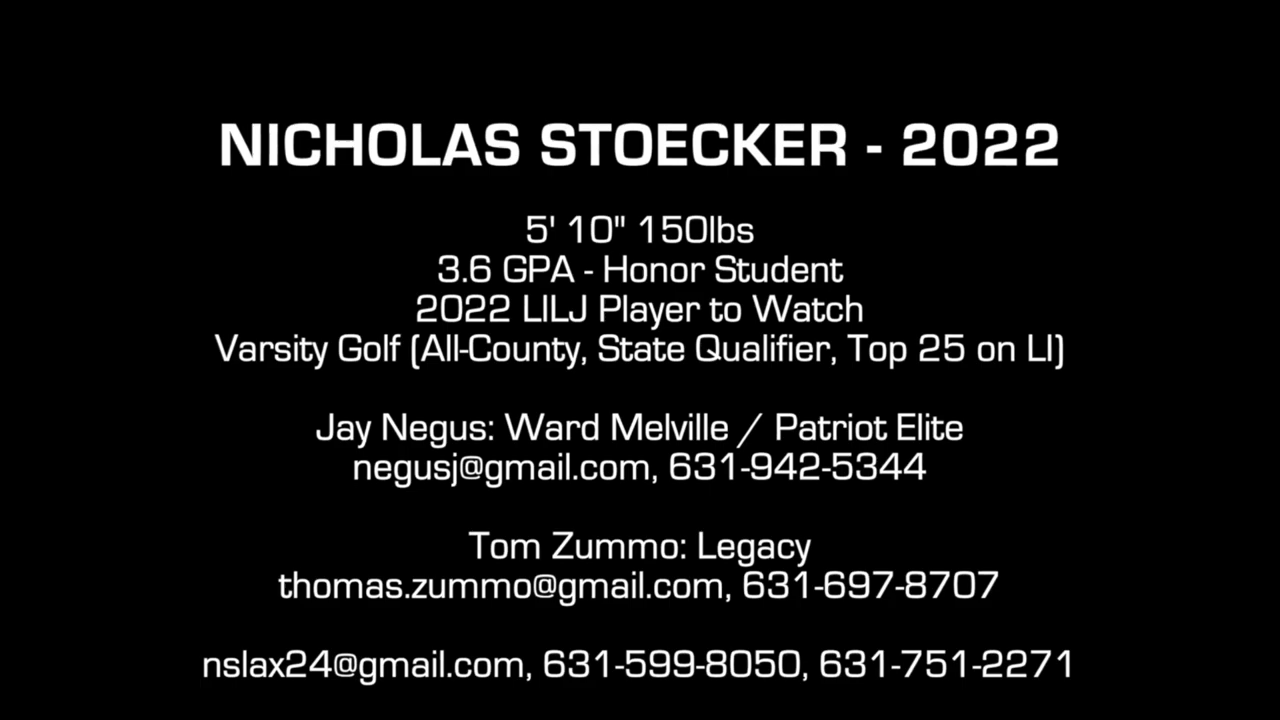 NICHOLAS STOECKER - 2022
5' 10" 150lbs
3.6 GPA - Honor Student
2022 LILJ Player to Watch
Varsity Golf (All-County, State Qualifier, Top 25 on LI)
Jay Negus: Ward Melville / Patriot Elite
negusj@gmail.com, 631-942-5344
Tom Zummo: Legacy
thomas.zummo@gmail.com, 631-697-8707
nslax24@gmail.com, 631-599-8050, 631-751-2271